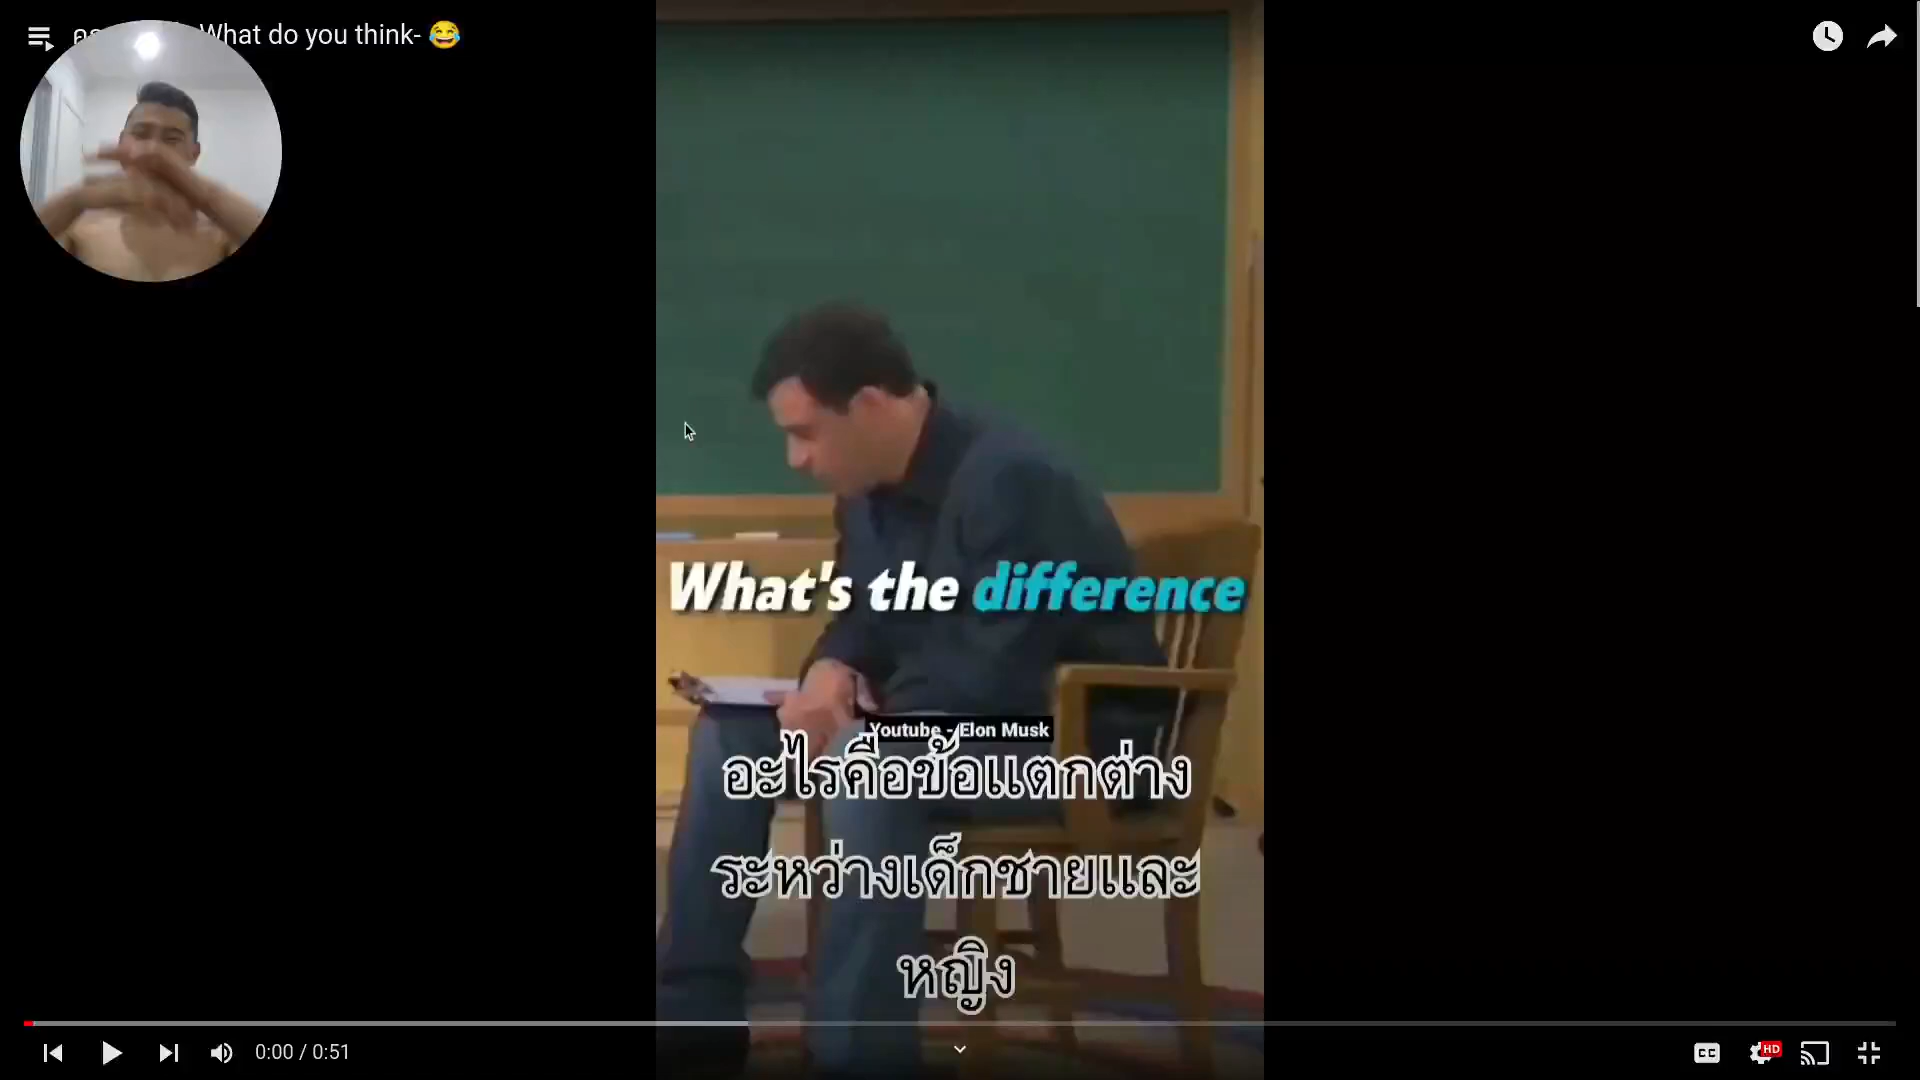 What do you think- 😂
What's the difference
Youtube - Elon Musk
อะไรคือข้อแตกต่าง
ระหว่างเด็กชายและ
หญิง
0:00 / 0:51
CC
HD